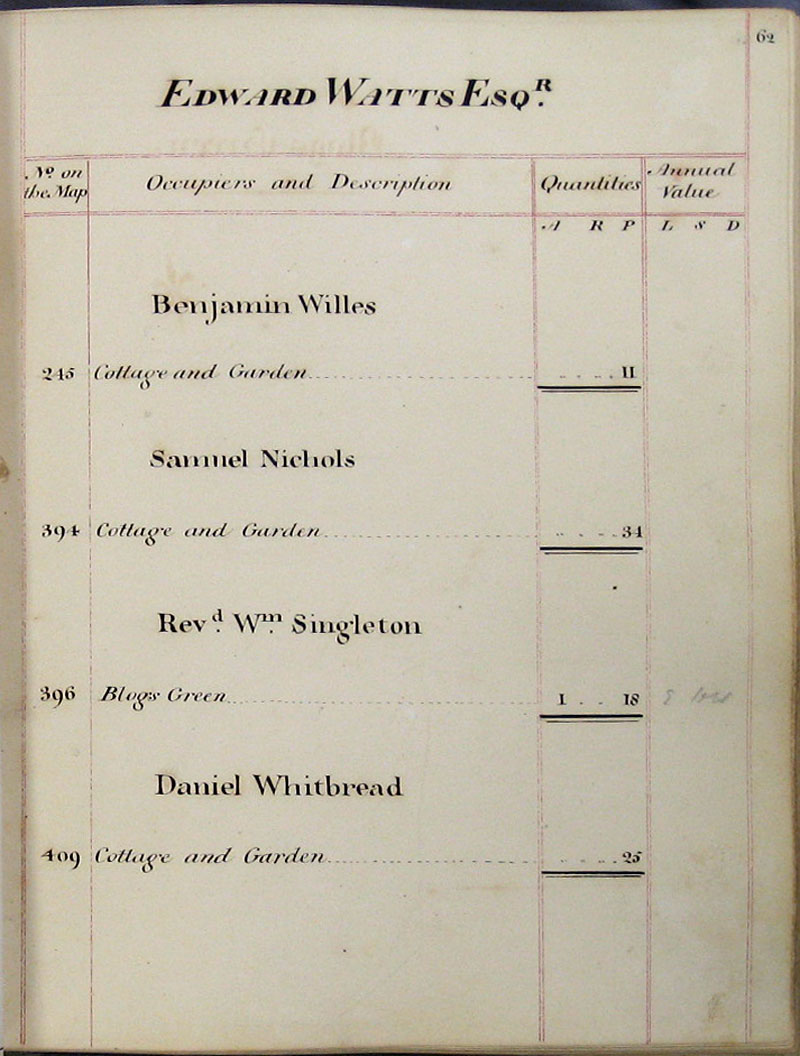 62
EDWARD WATTS ESQ.R
No on the Map Occupiers and Description Quantities Annual Value
A R P L S D
Benjamin Willes
245 Cottage and Garden 11
Samuel Nichols
394 Cottage and Garden 34
Revd. Wm. Singleton
396 Blogs Green 1 . . 18
Daniel Whitbread
409 Cottage and Garden 25